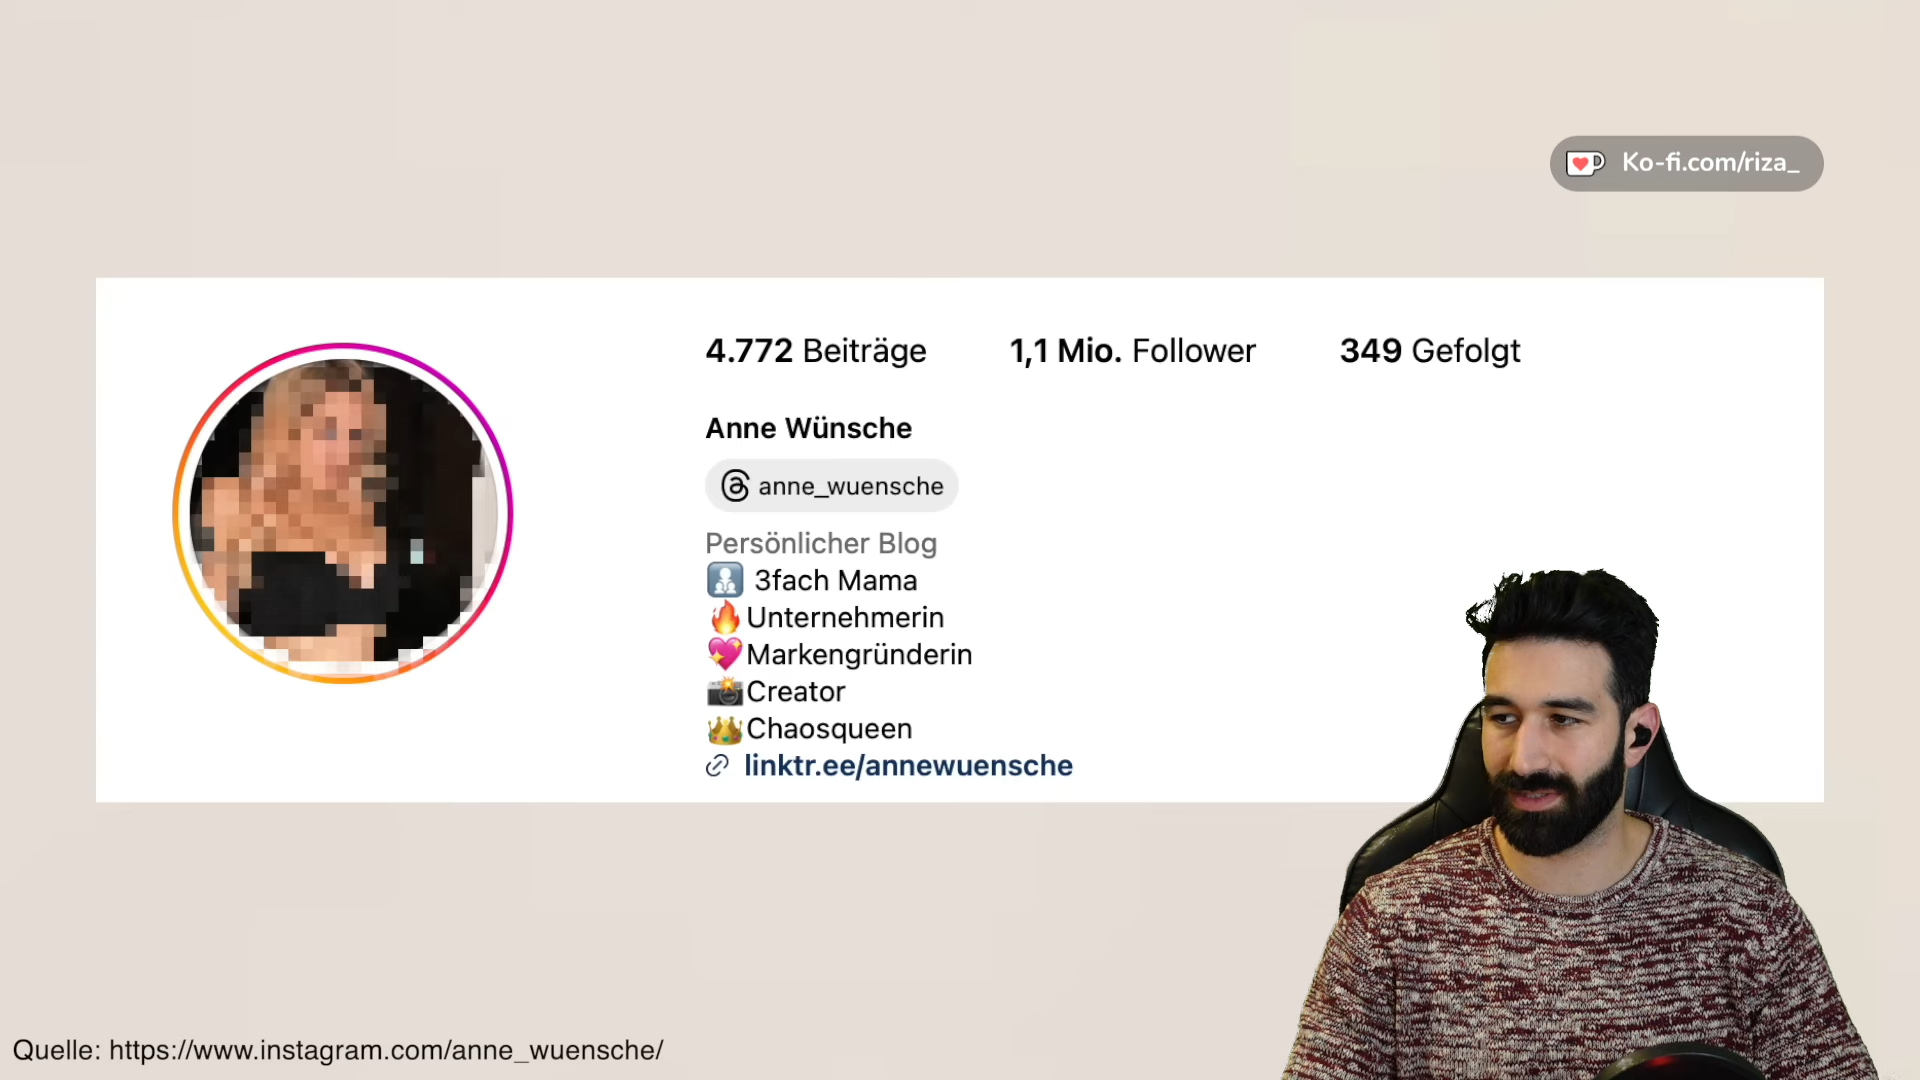 Ko-fi.com/riza_
4.772 Beiträge 1,1 Mio. Follower 349 Gefolgt
Anne Wünsche
anne_wuensche
Persönlicher Blog
3fach Mama
Unternehmerin
Markengründerin
Creator
Chaosqueen
linktr.ee/annewuensche
Quelle: https://www.instagram.com/anne_wuensche/